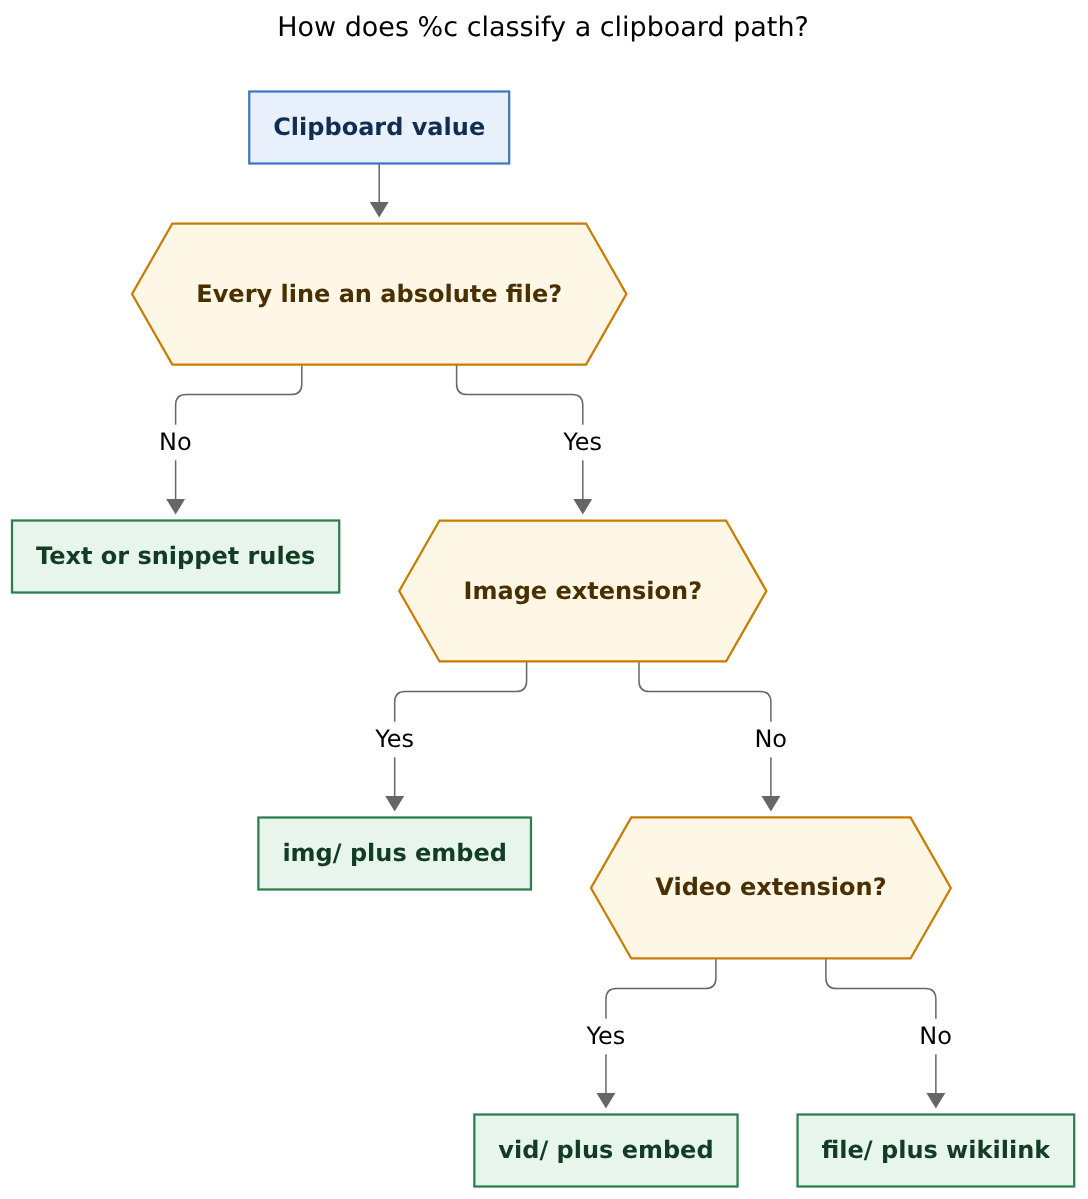 How does %c classify a clipboard path?
Clipboard value
Every line an absolute file?
No
Yes
Text or snippet rules
Image extension?
Yes
No
img/ plus embed
Video extension?
Yes
No
vid/ plus embed
file/ plus wikilink